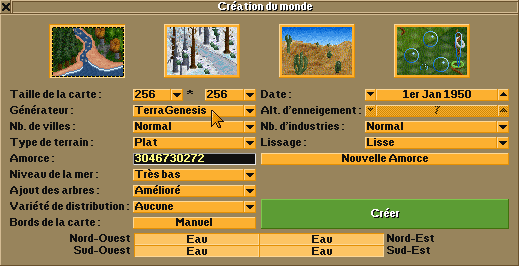 Création du monde
Taille de la carte : 256 * 256 Date : 1er Jan 1950
Générateur : TerraGenesis Alt. d'enneigement : 7
Nb. de villes : Normal Nb. d'industries : Normal
Type de terrain : Plat Lissage : Lisse
Amorce : 3046730272 Nouvelle Amorce
Niveau de la mer : Très bas
Ajout des arbres : Amélioré
Variété de distribution : Aucune
Bords de la carte : Manuel Créer
Nord-Ouest Eau Eau Nord-Est
Sud-Ouest Eau Eau Sud-Est